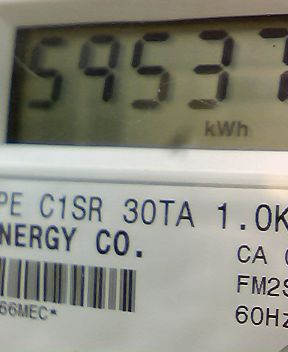 59537
kWh
PE C1SR 30TA 1.0K
NERGY CO.
CA
FM2S
66MEC*
60Hz